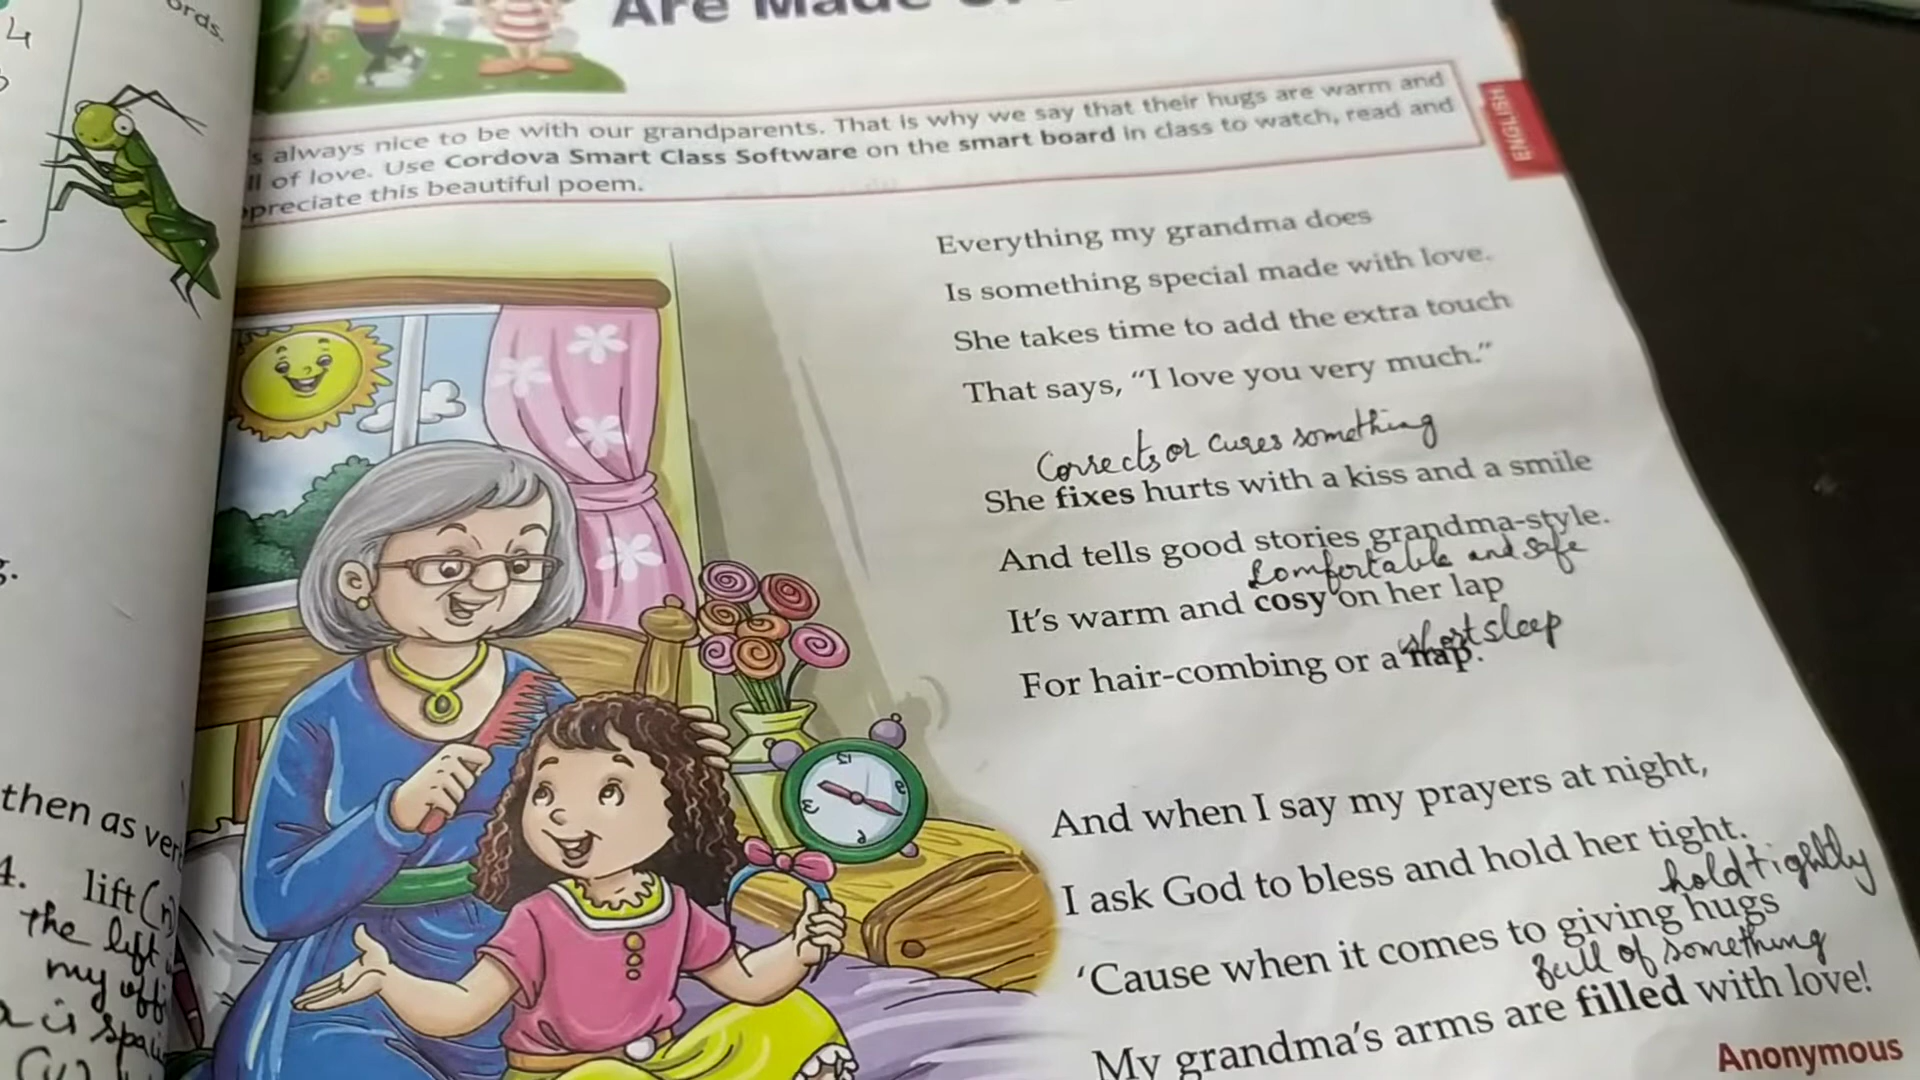 ords.
4
Are Made
s always nice to be with our grandparents. That is why we say that their hugs are warm and
ll of love. Use Cordova Smart Class Software on the smart board in class to watch, read and
preciate this beautiful poem.
ENGLISH
Everything my grandma does
Is something special made with love.
She takes time to add the extra touch
That says, “I love you very much.”
Corrects or cures something
She fixes hurts with a kiss and a smile
And tells good stories grandma-style.
Comfortable and safe
It's warm and cosy on her lap
short sleep
For hair-combing or a nap.
And when I say my prayers at night,
I ask God to bless and hold her tight.
hold tightly
'Cause when it comes to giving hugs
full of something
My grandma's arms are filled with love!
Anonymous
then as ver
4. lift (n)
the lift
my offi
is spaci
(v)